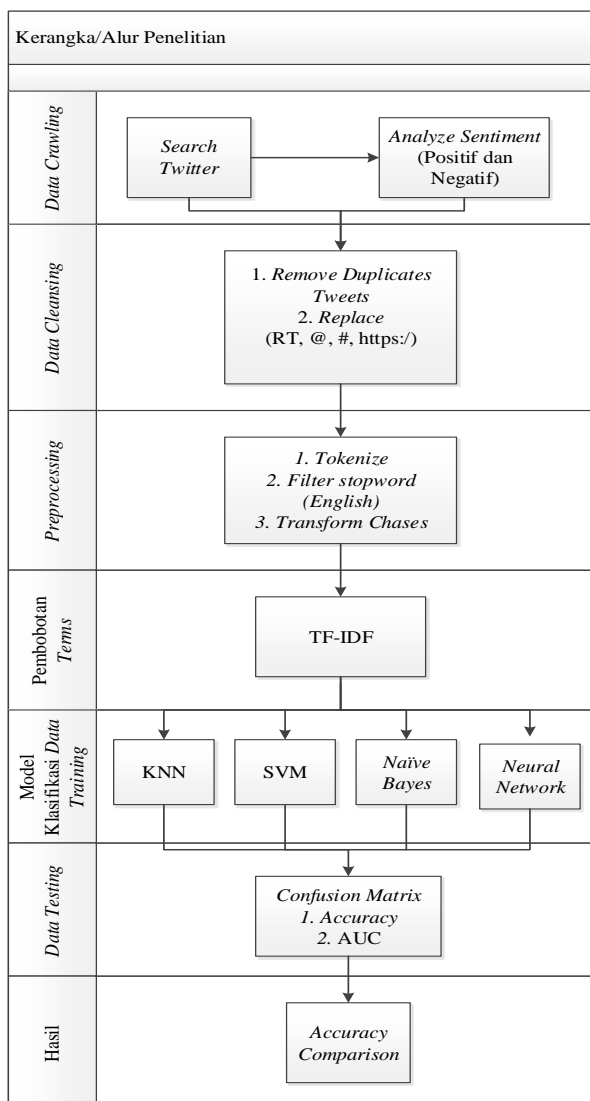 Kerangka/Alur Penelitian
Data Crawling
Search
Twitter
Analyze Sentiment
(Positif dan
Negatif)
Data Cleansing
1. Remove Duplicates
Tweets
2. Replace
(RT, @, #, https:/)
Preprocessing
1. Tokenize
2. Filter stopword
(English)
3. Transform Chases
Pembobotan
Terms
TF-IDF
Model
Klasifikasi Data
Training
KNN
SVM
Naïve
Bayes
Neural
Network
Data Testing
Confusion Matrix
1. Accuracy
2. AUC
Hasil
Accuracy
Comparison